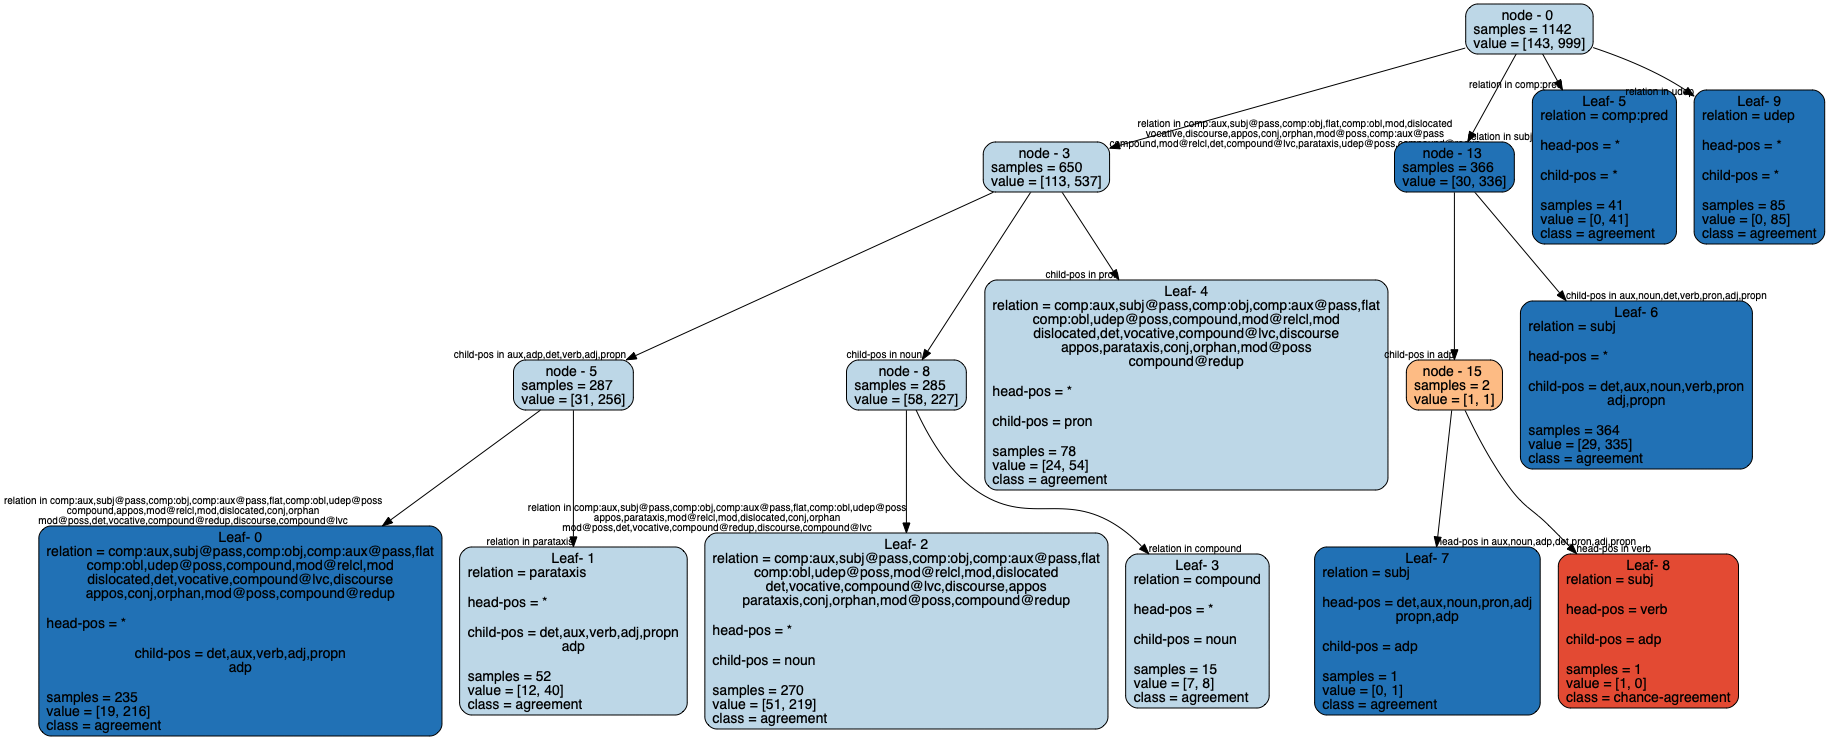 node - 0
samples = 1142
value = [143, 999]
relation in comp:aux,subj@pass,comp:obj,flat,comp:obl,mod,dislocated
vocative,discourse,appos,conj,orphan,mod@poss,comp:aux@pass
compound,mod@relcl,det,compound@lvc,parataxis,udep@poss,
node - 3
samples = 650
value = [113, 537]
relation in subj
node - 13
samples = 366
value = [30, 336]
relation in comp:pred
Leaf- 5
relation = comp:pred
head-pos = *
child-pos = *
samples = 41
value = [0, 41]
class = agreement
relation in udep
Leaf- 9
relation = udep
head-pos = *
child-pos = *
samples = 85
value = [0, 85]
class = agreement
child-pos in aux,adp,det,verb,adj,propn
node - 5
samples = 287
value = [31, 256]
child-pos in noun
node - 8
samples = 285
value = [58, 227]
child-pos in pron
Leaf- 4
relation = comp:aux,subj@pass,comp:obj,comp:aux@pass,flat
comp:obl,udep@poss,compound,mod@relcl,mod
dislocated,det,vocative,compound@lvc,discourse
appos,parataxis,conj,orphan,mod@poss
compound@redup
head-pos = *
child-pos = pron
samples = 78
value = [24, 54]
class = agreement
child-pos in adp
node - 15
samples = 2
value = [1, 1]
child-pos in aux,noun,det,verb,pron,adj,propn
Leaf- 6
relation = subj
head-pos = *
child-pos = det,aux,noun,verb,pron
adj,propn
samples = 364
value = [29, 335]
class = agreement
relation in comp:aux,subj@pass,comp:obj,comp:aux@pass,flat,comp:obl,udep@poss
compound,appos,mod@relcl,mod,dislocated,conj,orphan
mod@poss,det,vocative,compound@redup,discourse,compound@lvc
Leaf- 0
relation = comp:aux,subj@pass,comp:obj,comp:aux@pass,flat
comp:obl,udep@poss,compound,mod@relcl,mod
dislocated,det,vocative,compound@lvc,discourse
appos,conj,orphan,mod@poss,compound@redup
head-pos = *
child-pos = det,aux,verb,adj,propn
adp
samples = 235
value = [19, 216]
class = agreement
relation in parataxis
Leaf- 1
relation = parataxis
head-pos = *
child-pos = det,aux,verb,adj,propn
adp
samples = 52
value = [12, 40]
class = agreement
relation in comp:aux,subj@pass,comp:obj,comp:aux@pass,flat,comp:obl,udep@poss
appos,parataxis,mod@relcl,mod,dislocated,conj,orphan
mod@poss,det,vocative,compound@redup,discourse,compound@lvc
Leaf- 2
relation = comp:aux,subj@pass,comp:obj,comp:aux@pass,flat
comp:obl,udep@poss,mod@relcl,mod,dislocated
det,vocative,compound@lvc,discourse,appos
parataxis,conj,orphan,mod@poss,compound@redup
head-pos = *
child-pos = noun
samples = 270
value = [51, 219]
class = agreement
relation in compound
Leaf- 3
relation = compound
head-pos = *
child-pos = noun
samples = 15
value = [7, 8]
class = agreement
head-pos in aux,noun,adp,det,pron,adj,propn
Leaf- 7
relation = subj
head-pos = det,aux,noun,pron,adj
propn,adp
child-pos = adp
samples = 1
value = [0, 1]
class = agreement
head-pos in verb
Leaf- 8
relation = subj
head-pos = verb
child-pos = adp
samples = 1
value = [1, 0]
class = chance-agreement